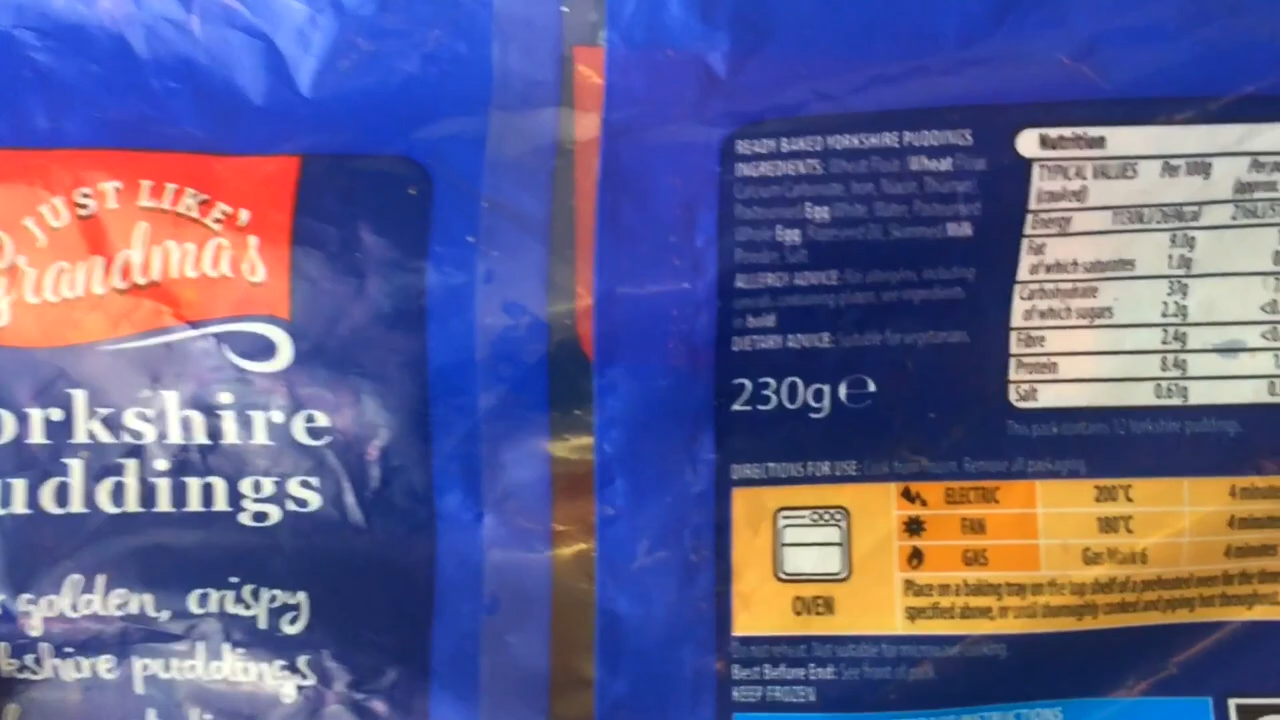 JUST LIKE'
Grandma's
orkshire
uddings
golden, crispy
kshire puddings
READY BAKED YORKSHIRE PUDDINGS
INGREDIENTS: Wheat Flour (Wheat Flour,
Calcium Carbonate, Iron, Niacin, Thiamin),
Pasteurised Egg White, Water, Pasteurised
Whole Egg, Rapeseed Oil, Skimmed Milk
Powder, Salt
ALLERGY ADVICE: For allergens, including
cereals containing gluten, see ingredients
in bold
DIETARY ADVICE: Suitable for vegetarians.
230g e
Nutrition
TYPICAL VALUES Per 100g
(cooked)
Energy 1130kJ/269kcal
Fat 9.0g
of which saturates 1.0g
Carbohydrate 37g
of which sugars 2.2g
Fibre 2.4g
Protein 8.4g
Salt 0.61g
This pack contains 12 Yorkshire puddings.
DIRECTIONS FOR USE: Cook from frozen. Remove all packaging.
OVEN
ELECTRIC 200°C 4 minute
FAN 180°C 4 minute
GAS Gas Mark 6 4 minutes
Place on a baking tray on the top shelf of a preheated oven for the time
specified above, or until thoroughly cooked and piping hot throughout.
Do not reheat. Not suitable for microwave cooking.
Best Before End: See front of pack.
KEEP FROZEN
INSTRUCTIONS